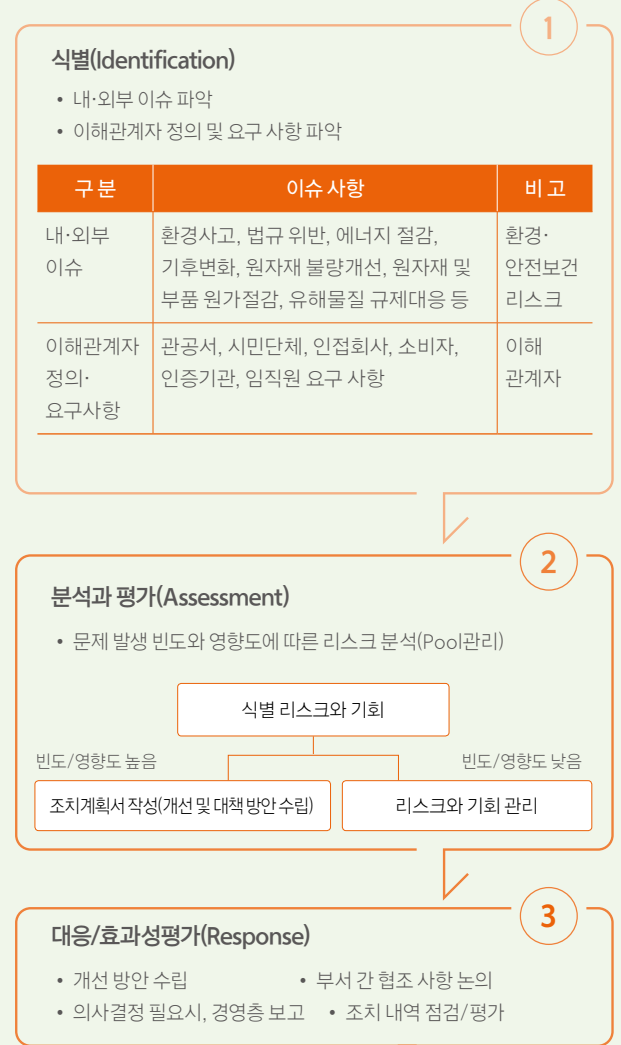 1
식별(Identification)
• 내·외부 이슈 파악
• 이해관계자 정의 및 요구 사항 파악
구 분 이슈 사항 비 고
내·외부 환경사고, 법규 위반, 에너지 절감, 환경·
이슈 기후변화, 원자재 불량개선, 원자재 및 안전보건
부품 원가절감, 유해물질 규제대응 등 리스크
이해관계자 관공서, 시민단체, 인접회사, 소비자, 이해
정의· 인증기관, 임직원 요구 사항 관계자
요구사항
2
분석과 평가(Assessment)
• 문제 발생 빈도와 영향도에 따른 리스크 분석(Pool관리)
식별 리스크와 기회
빈도/영향도 높음 빈도/영향도 낮음
조치계획서 작성(개선 및 대책 방안 수립) 리스크와 기회 관리
3
대응/효과성평가(Response)
• 개선 방안 수립 • 부서 간 협조 사항 논의
• 의사결정 필요시, 경영층 보고 • 조치 내역 점검/평가